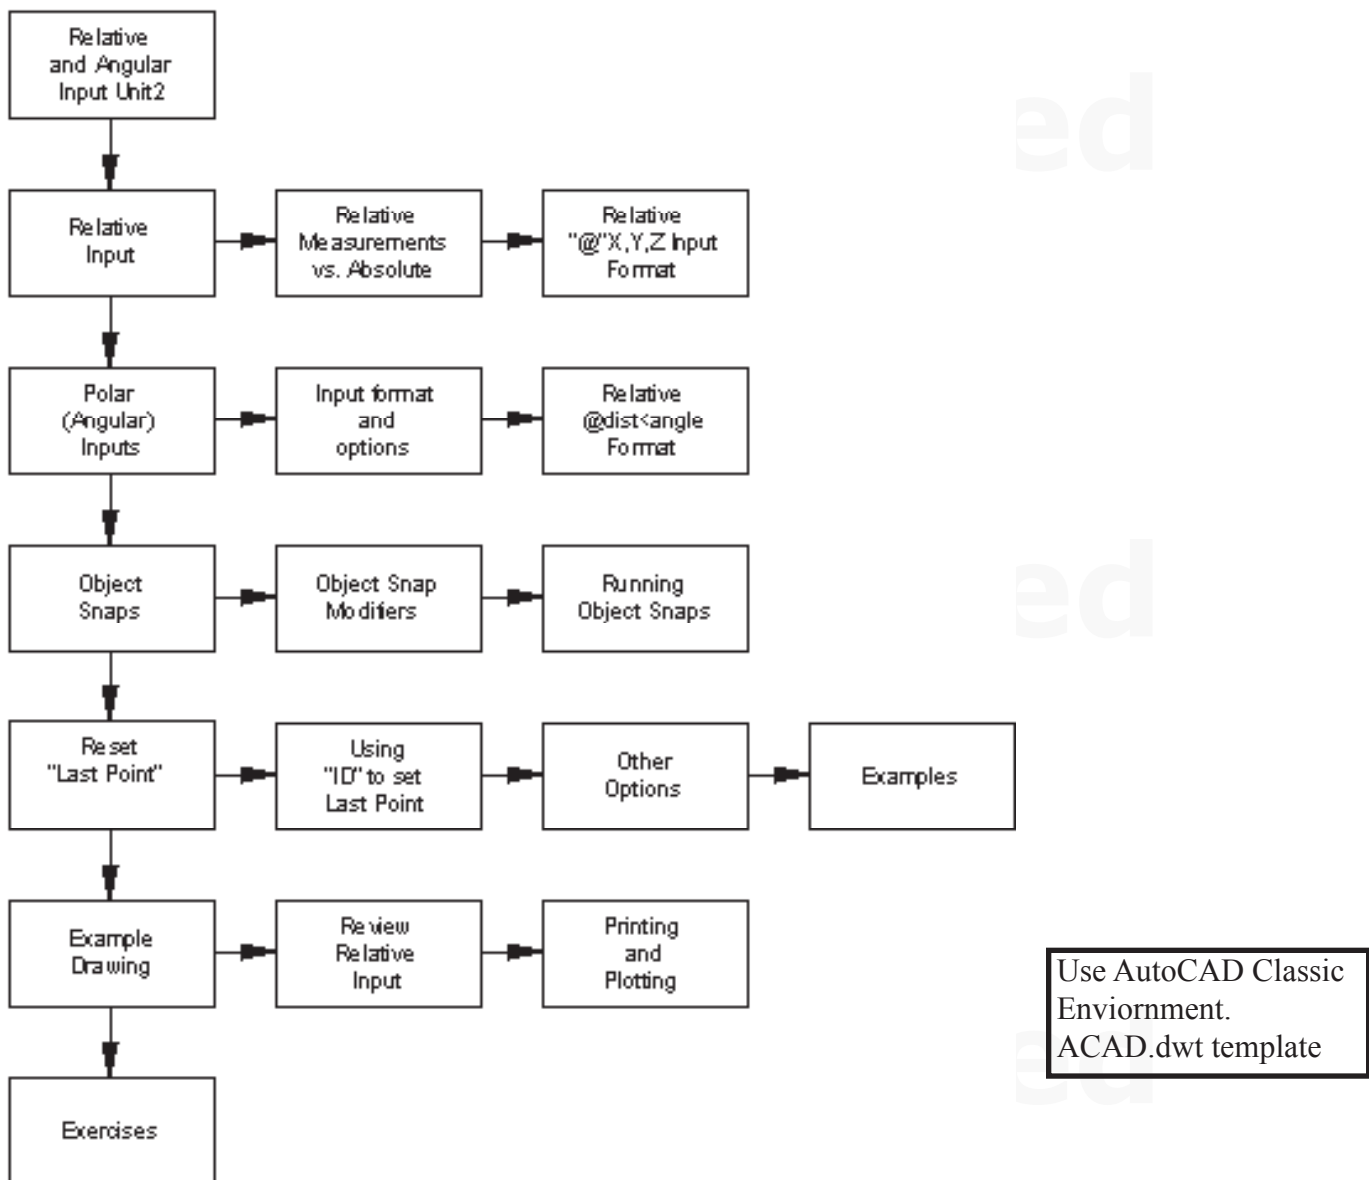 Relative
and Angular
Input Unit2
Relative
Input
Relative
Measurements
vs. Absolute
Relative
"@"X,Y,Z Input
Format
Polar
(Angular)
Inputs
Input format
and
options
Relative
@dist<angle
Format
Object
Snaps
Object Snap
Modifiers
Running
Object Snaps
Reset
"Last Point"
Using
"ID" to set
Last Point
Other
Options
Examples
Example
Drawing
Review
Relative
Input
Printing
and
Plotting
Exercises
Use AutoCAD Classic
Enviornment.
ACAD.dwt template
ed
ed
ed